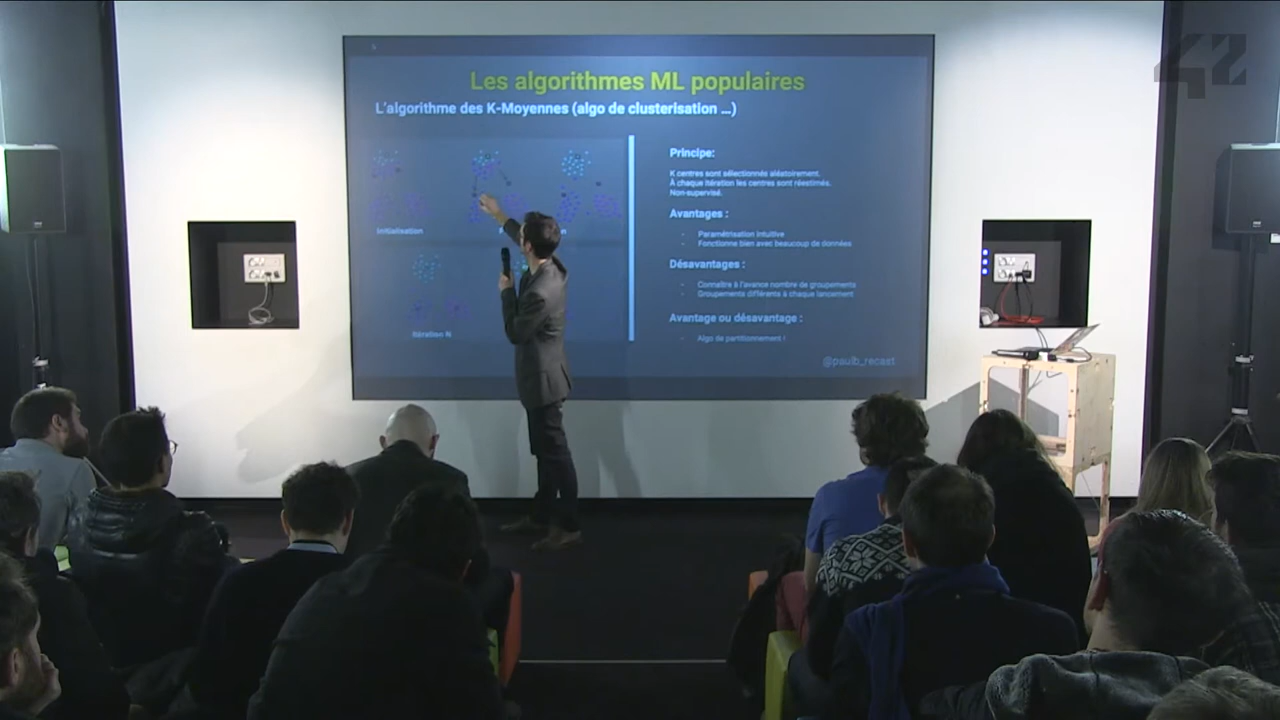 42
Les algorithmes ML populaires
L'algorithme des K-Moyennes (algo de clusterisation ...)
Initialisation
Itération N
Principe:
K centres sont sélectionnés aléatoirement.
À chaque itération les centres sont réestimés.
Non-supervisé.
Avantages :
- Paramétrisation intuitive
- Fonctionne bien avec beaucoup de données
Désavantages :
- Connaître à l'avance nombre de groupements
- Groupements différents à chaque lancement
Avantage ou désavantage :
- Algo de partitionnement !
@paulb_recast